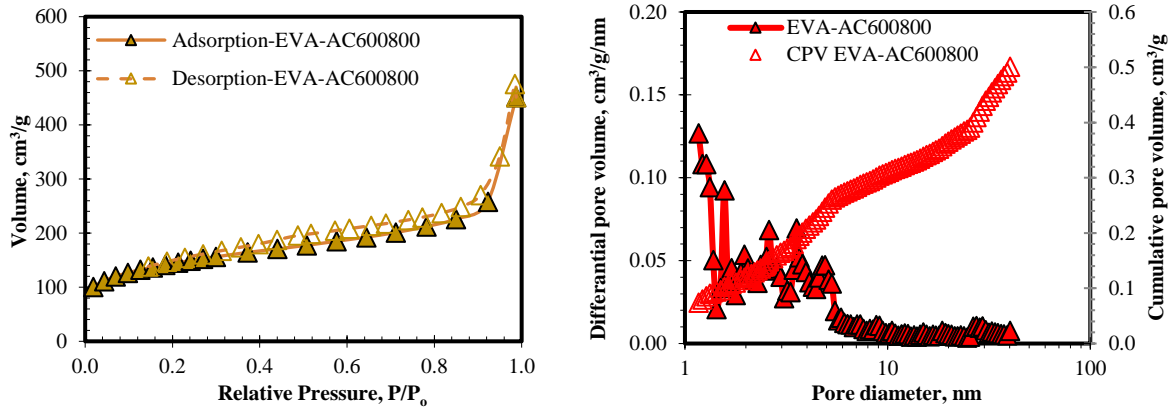 600
500
400
300
200
100
0
Volume, cm³/g
Adsorption-EVA-AC600800
Desorption-EVA-AC600800
0.0 0.2 0.4 0.6 0.8 1.0
Relative Pressure, P/Pₒ
0.20
0.15
0.10
0.05
0.00
Differantial pore volume, cm³/g/nm
EVA-AC600800
CPV EVA-AC600800
0.6
0.5
0.4
0.3
0.2
0.1
0.0
Cumulative pore volume, cm³/g
1 10 100
Pore diameter, nm